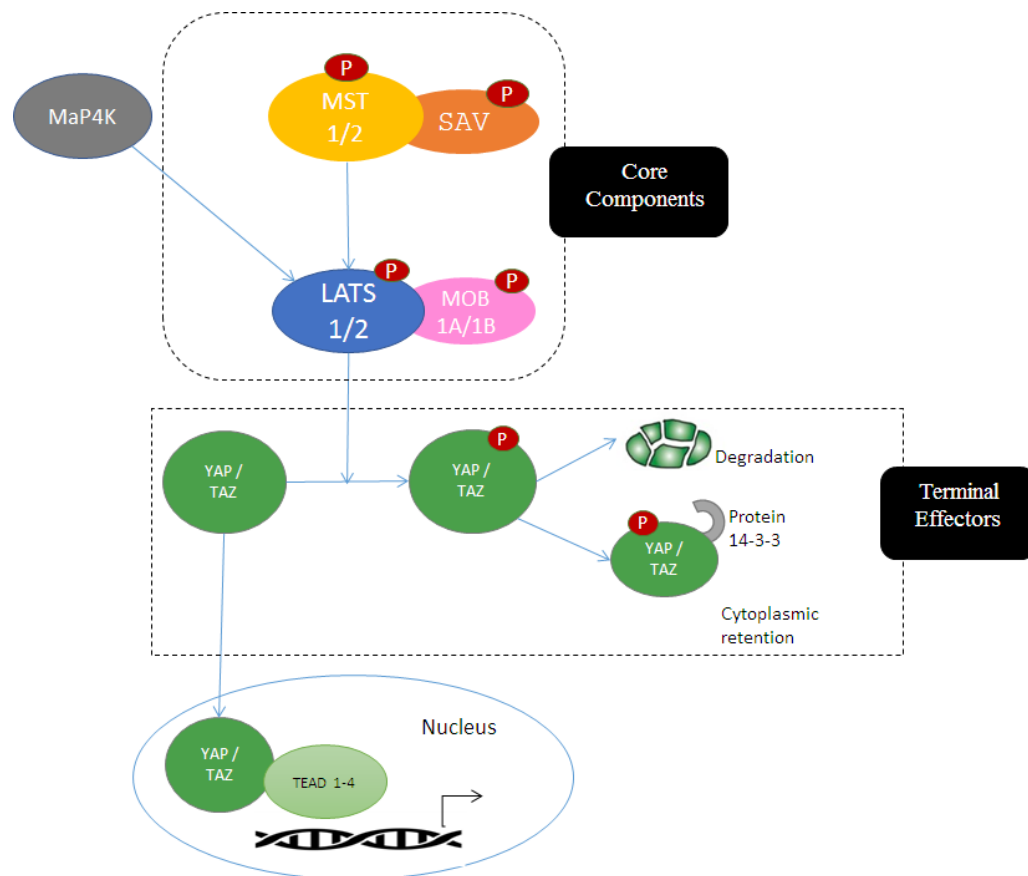 P
MST
1/2
P
SAV
MaP4K
Core
Components
P
LATS
1/2
P
MOB
1A/1B
YAP /
TAZ
P
YAP /
TAZ
Degradation
P
YAP /
TAZ
Protein
14-3-3
Cytoplasmic
retention
Terminal
Effectors
Nucleus
YAP /
TAZ
TEAD 1-4